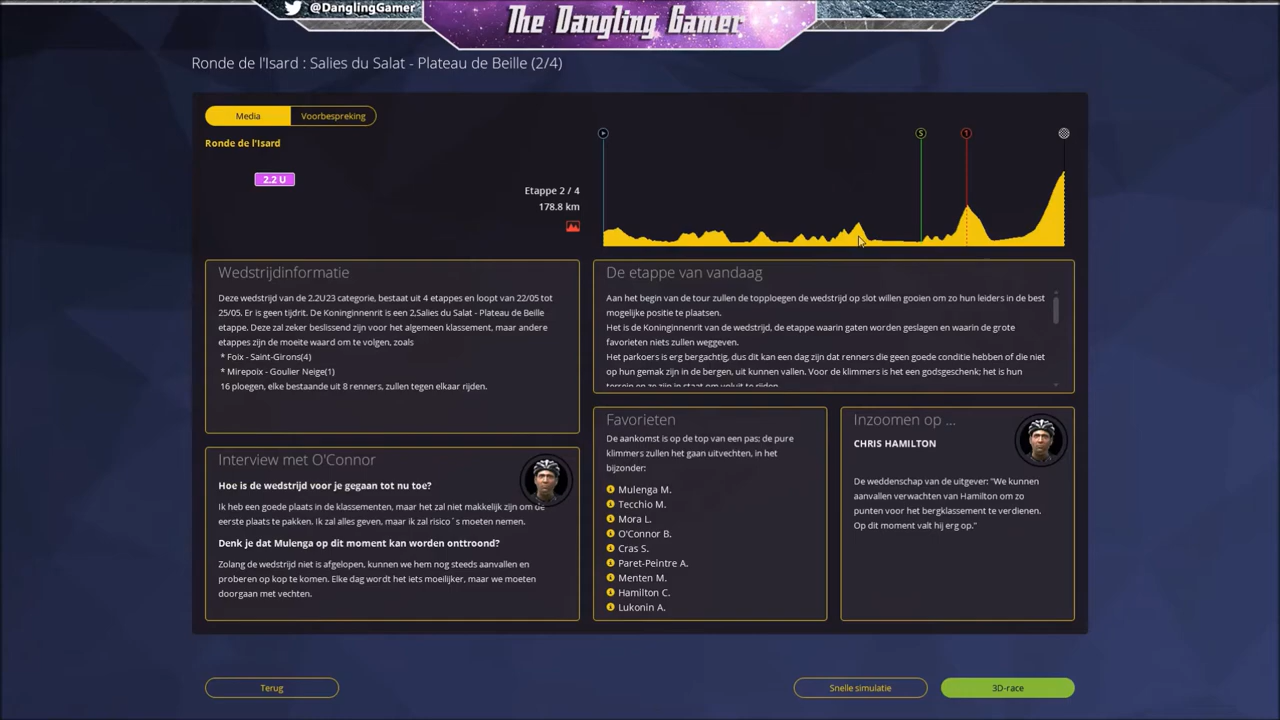 @DanglingGamer
The Dangling Gamer
Ronde de l'Isard : Salies du Salat - Plateau de Beille (2/4)
Media
Voorbespreking
Ronde de l'Isard
2.2 U
Etappe 2 / 4
178.8 km
S
1
Wedstrijdinformatie
Deze wedstrijd van de 2.2U23 categorie, bestaat uit 4 etappes en loopt van 22/05 tot
25/05. Er is geen tijdrit. De Koninginnenrit is een 2,Salies du Salat - Plateau de Beille
etappe. Deze zal zeker beslissend zijn voor het algemeen klassement, maar andere
etappes zijn de moeite waard om te volgen, zoals
* Foix - Saint-Girons(4)
* Mirepoix - Goulier Neige(1)
16 ploegen, elke bestaande uit 8 renners, zullen tegen elkaar rijden.
De etappe van vandaag
Aan het begin van de tour zullen de topploegen de wedstrijd op slot willen gooien om zo hun leiders in de best
mogelijke positie te plaatsen.
Het is de Koninginnenrit van de wedstrijd, de etappe waarin gaten worden geslagen en waarin de grote
favorieten niets zullen weggeven.
Het parkoers is erg bergachtig, dus dit kan een dag zijn dat renners die geen goede conditie hebben of die niet
op hun gemak zijn in de bergen, uit kunnen vallen. Voor de klimmers is het een godsgeschenk; het is hun
terrein en ze zijn in staat om voluit te rijden.
Interview met O'Connor
Hoe is de wedstrijd voor je gegaan tot nu toe?
Ik heb een goede plaats in de klassementen, maar het zal niet makkelijk zijn om de
eerste plaats te pakken. Ik zal alles geven, maar ik zal risico´s moeten nemen.
Denk je dat Mulenga op dit moment kan worden onttroond?
Zolang de wedstrijd niet is afgelopen, kunnen we hem nog steeds aanvallen en
proberen op kop te komen. Elke dag wordt het iets moeilijker, maar we moeten
doorgaan met vechten.
Favorieten
De aankomst is op de top van een pas; de pure
klimmers zullen het gaan uitvechten, in het
bijzonder:
Mulenga M.
Tecchio M.
Mora L.
O'Connor B.
Cras S.
Paret-Peintre A.
Menten M.
Hamilton C.
Lukonin A.
Inzoomen op ...
CHRIS HAMILTON
De weddenschap van de uitgever: "We kunnen
aanvallen verwachten van Hamilton om zo
punten voor het bergklassement te verdienen.
Op dit moment valt hij erg op."
Terug
Snelle simulatie
3D-race